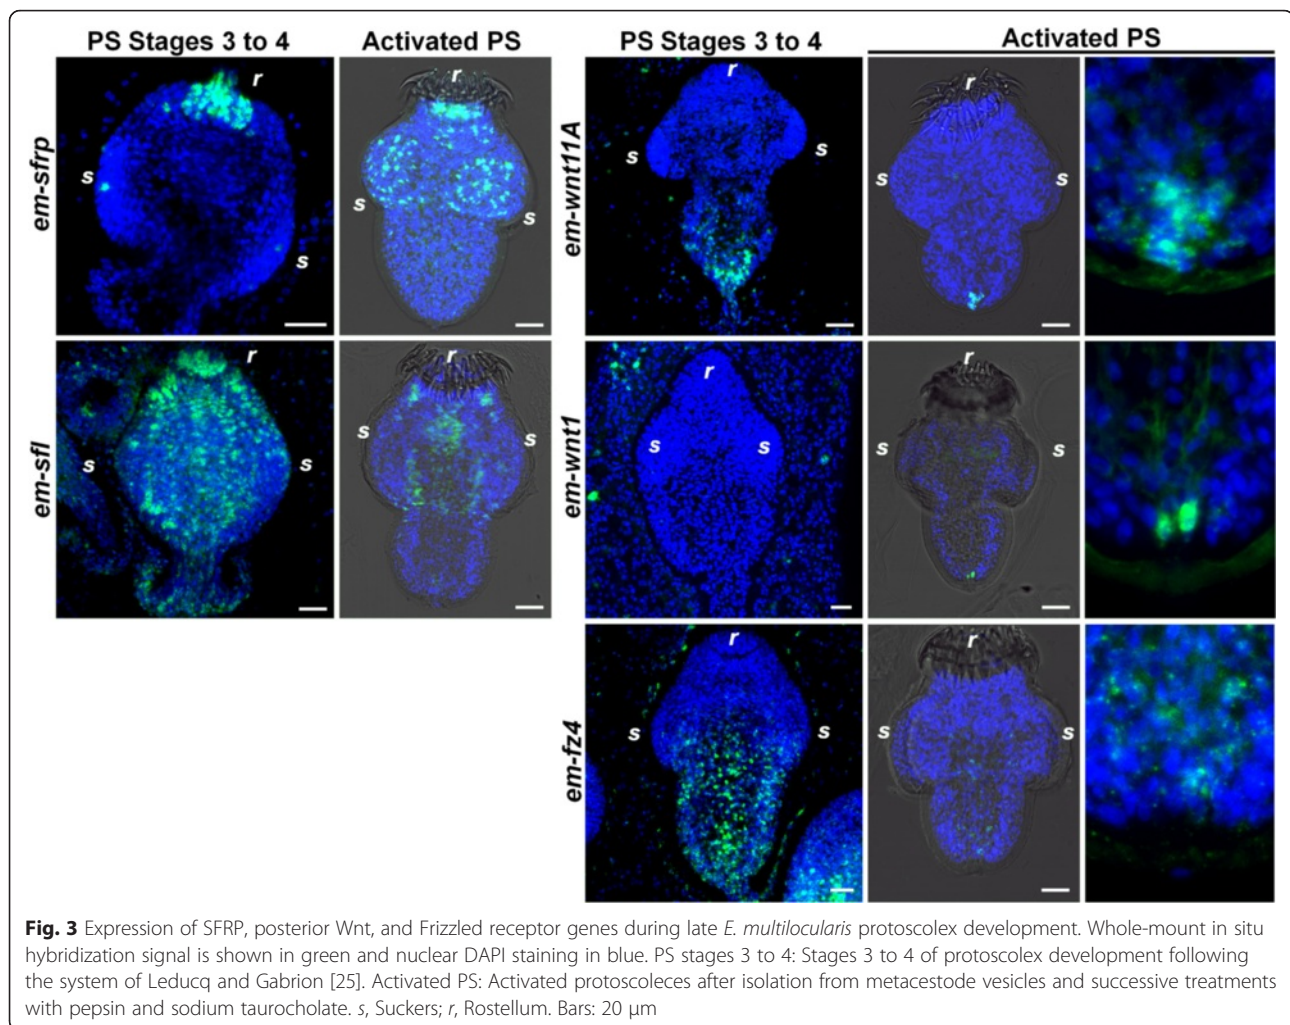 PS Stages 3 to 4
Activated PS
PS Stages 3 to 4
Activated PS
em-sfrp
r
s
s
r
s
s
em-wnt11A
r
s
s
r
s
s
em-sfl
r
s
s
r
s
s
em-wnt1
r
s
s
r
s
s
em-fz4
r
s
s
r
s
s
Fig. 3 Expression of SFRP, posterior Wnt, and Frizzled receptor genes during late E. multilocularis protoscolex development. Whole-mount in situ
hybridization signal is shown in green and nuclear DAPI staining in blue. PS stages 3 to 4: Stages 3 to 4 of protoscolex development following
the system of Leducq and Gabrion [25]. Activated PS: Activated protoscoleces after isolation from metacestode vesicles and successive treatments
with pepsin and sodium taurocholate. s, Suckers; r, Rostellum. Bars: 20 μm